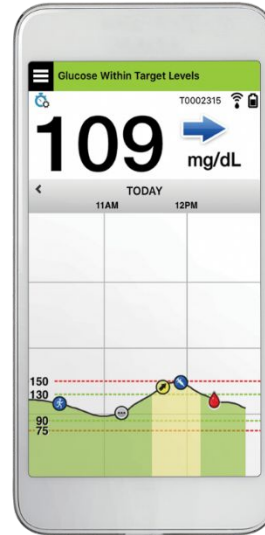 Glucose Within Target Levels
T0002315
109
mg/dL
TODAY
11AM 12PM
150
130
90
75